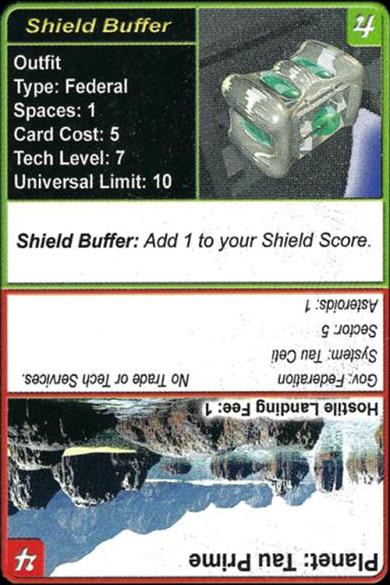 Shield Buffer 4
Outfit
Type: Federal
Spaces: 1
Card Cost: 5
Tech Level: 7
Universal Limit: 10
Shield Buffer: Add 1 to your Shield Score.
Planet: Tau Prime 4
Hostile Landing Fee: 1
Gov: Federation No Trade or Tech Services.
System: Tau Ceti
Sector: 5
Asteroids: 1